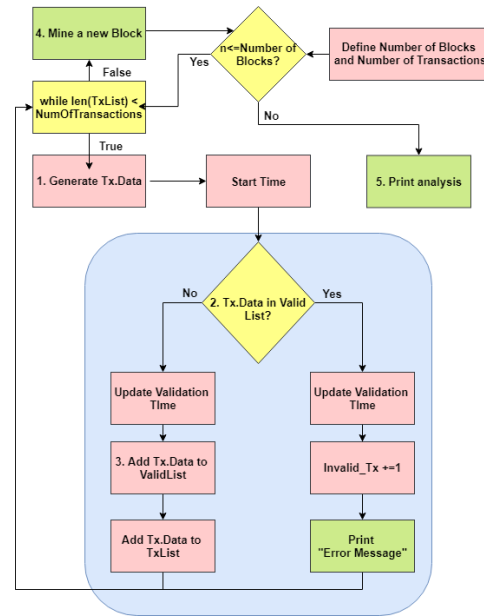 4. Mine a new Block
n<=Number of
Blocks?
Define Number of Blocks
and Number of Transactions
Yes
False
while len(TxList) <
NumOfTransactions
No
True
1. Generate Tx.Data
Start Time
5. Print analysis
No
2. Tx.Data in Valid
List?
Yes
Update Validation
TIme
Update Validation
TIme
3. Add Tx.Data to
ValidList
Invalid_Tx +=1
Add Tx.Data to
TxList
Print
"Error Message"